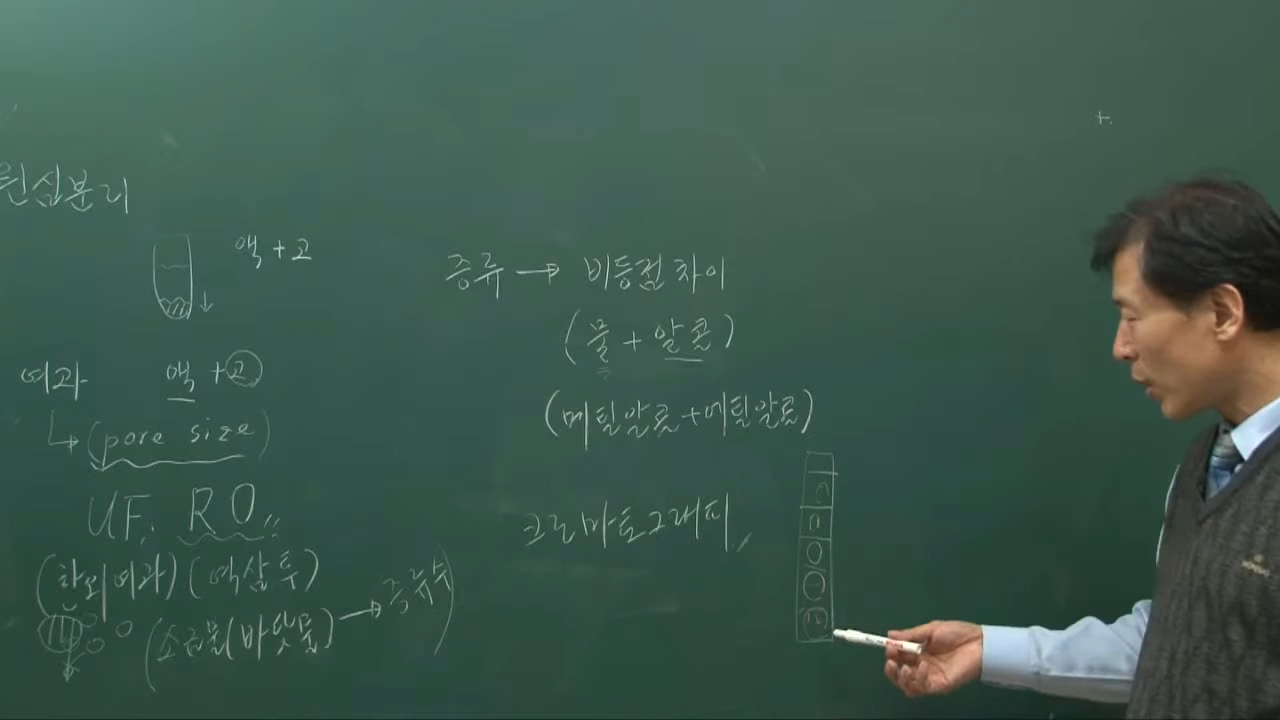 원심분리
액 + 고
여과 액 + 고
(pore size)
UF, RO
(한외여과) (역삼투)
(소금물(바닷물) → 증류수)
증류 → 비등점 차이
(물 + 알콜)
(메틸알콜 + 에틸알콜)
크로마토그래피